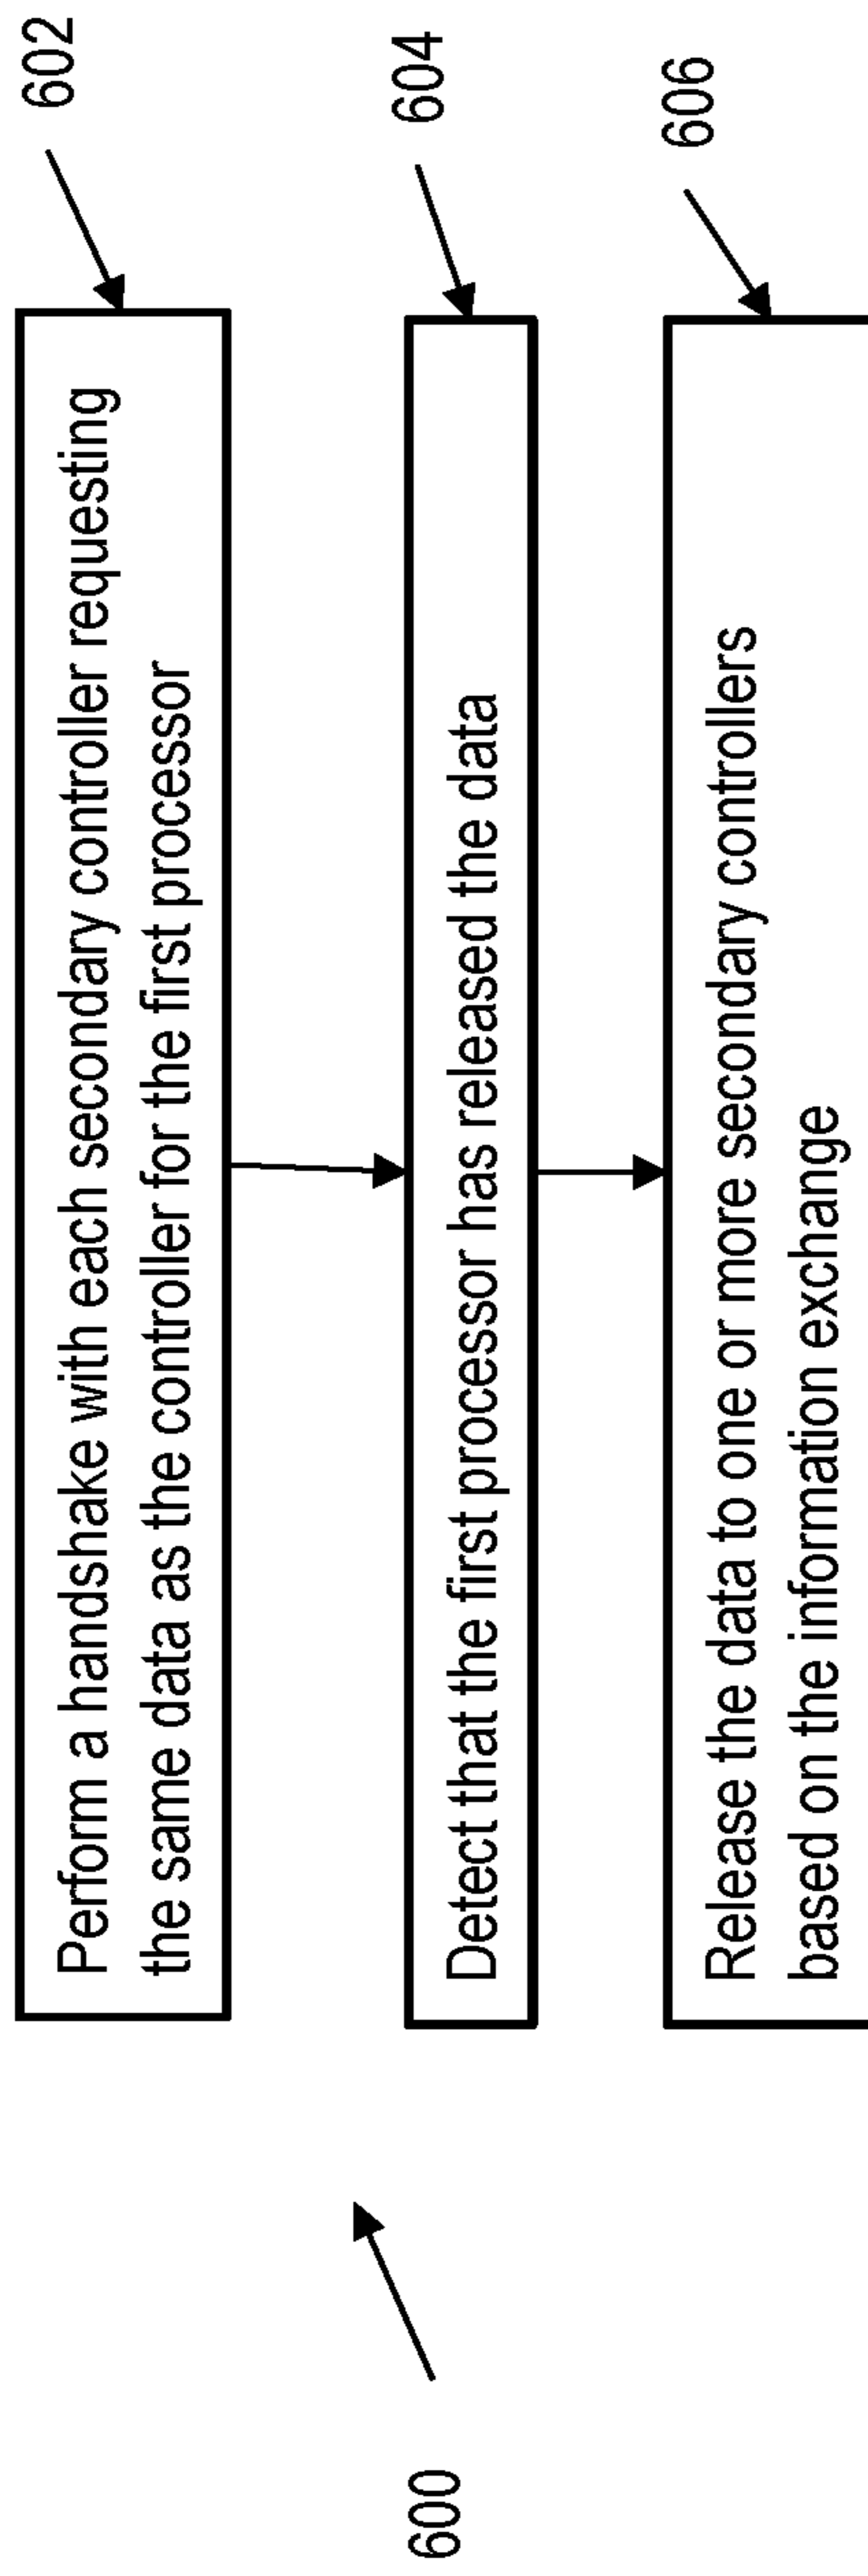 600
Perform a handshake with each secondary controller requesting
the same data as the controller for the first processor
602
Detect that the first processor has released the data
604
Release the data to one or more secondary controllers
based on the information exchange
606